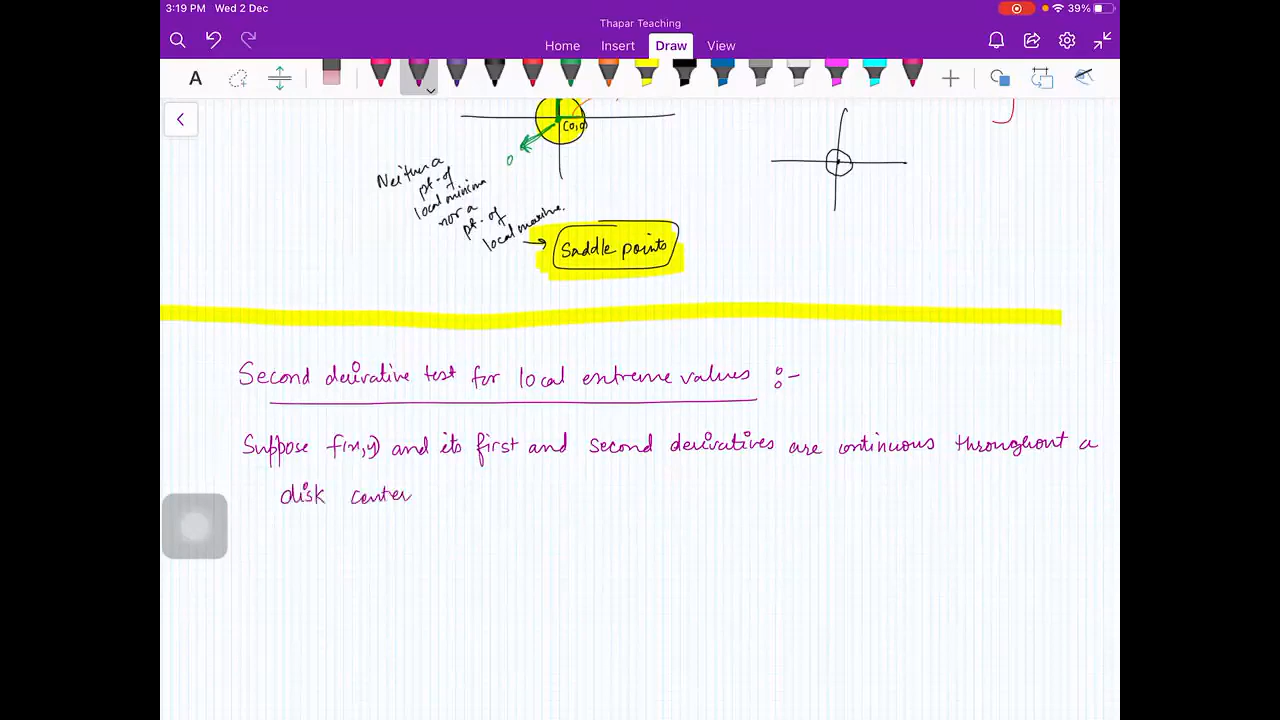 3:19 PM Wed 2 Dec
39%
Thapar Teaching
Home Insert Draw View
A
(0,0)
0
Neither a
pt. of
local minima
nor a
pt. of
local maxima.
Saddle points
Second derivative test for local extreme values :-
Suppose f(x,y) and its first and second derivatives are continuous throughout a
disk center